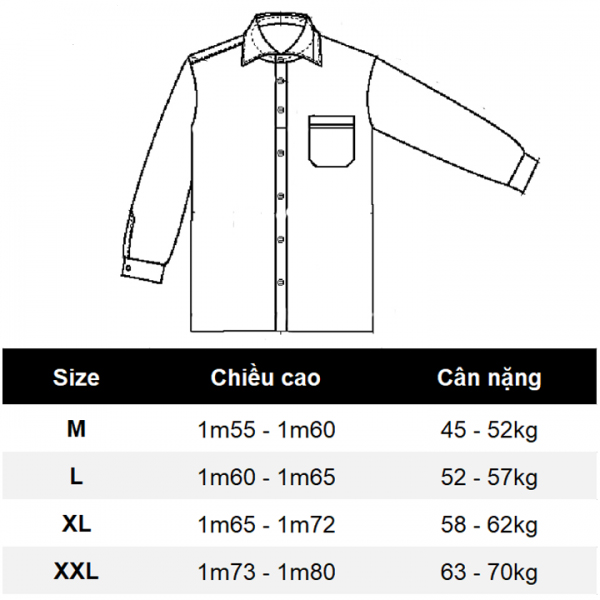 Size Chiều cao Cân nặng
M 1m55 - 1m60 45 - 52kg
L 1m60 - 1m65 52 - 57kg
XL 1m65 - 1m72 58 - 62kg
XXL 1m73 - 1m80 63 - 70kg